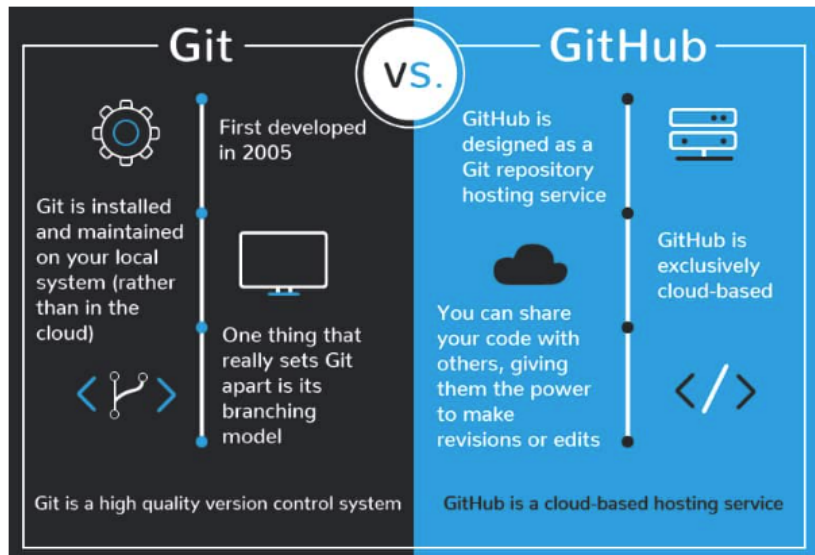 Git
vs.
GitHub
First developed
in 2005
Git is installed
and maintained
on your local
system (rather
than in the
cloud)
One thing that
really sets Git
apart is its
branching
model
Git is a high quality version control system
GitHub is
designed as a
Git repository
hosting service
GitHub is
exclusively
cloud-based
You can share
your code with
others, giving
them the power
to make
revisions or edits
GitHub is a cloud-based hosting service